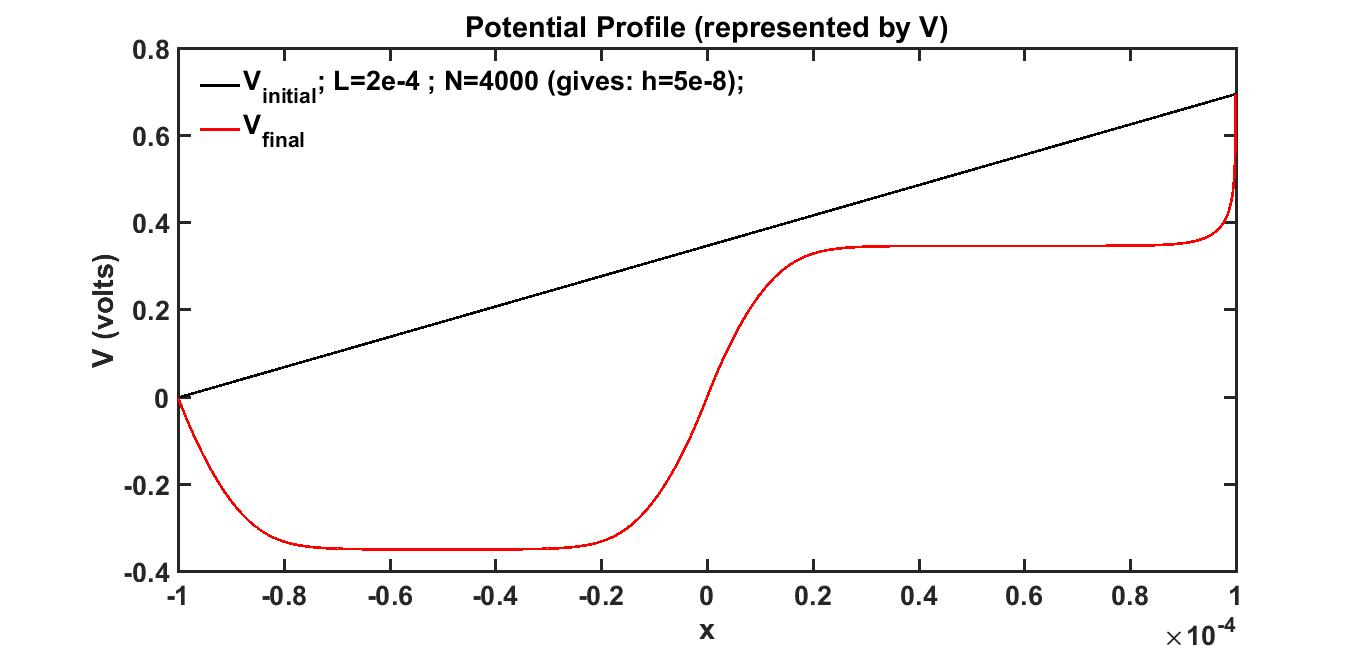 Potential Profile (represented by V)
V_initial; L=2e-4 ; N=4000 (gives: h=5e-8);
V_final
V (volts)
0.8
0.6
0.4
0.2
0
-0.2
-0.4
-1 -0.8 -0.6 -0.4 -0.2 0 0.2 0.4 0.6 0.8 1
x
×10^-4